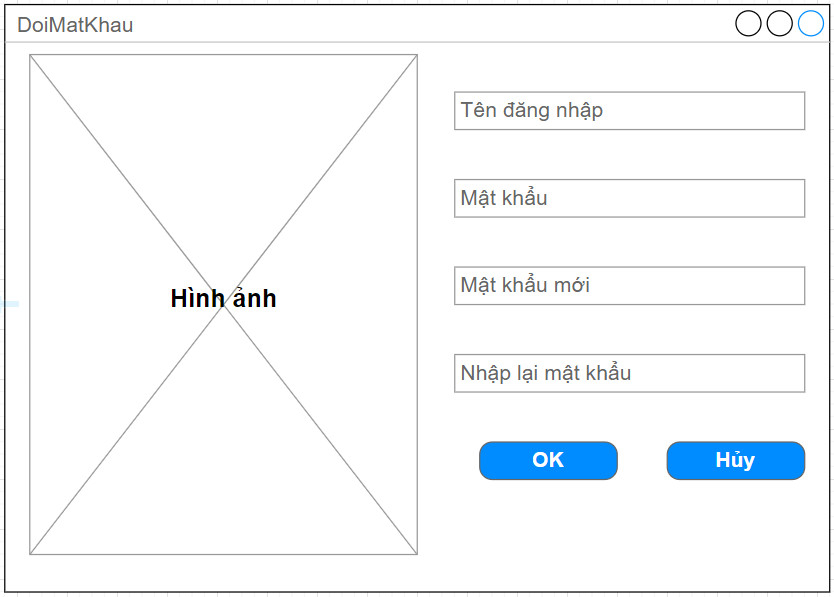 DoiMatKhau
Hình ảnh
Tên đăng nhập
Mật khẩu
Mật khẩu mới
Nhập lại mật khẩu
OK
Hủy